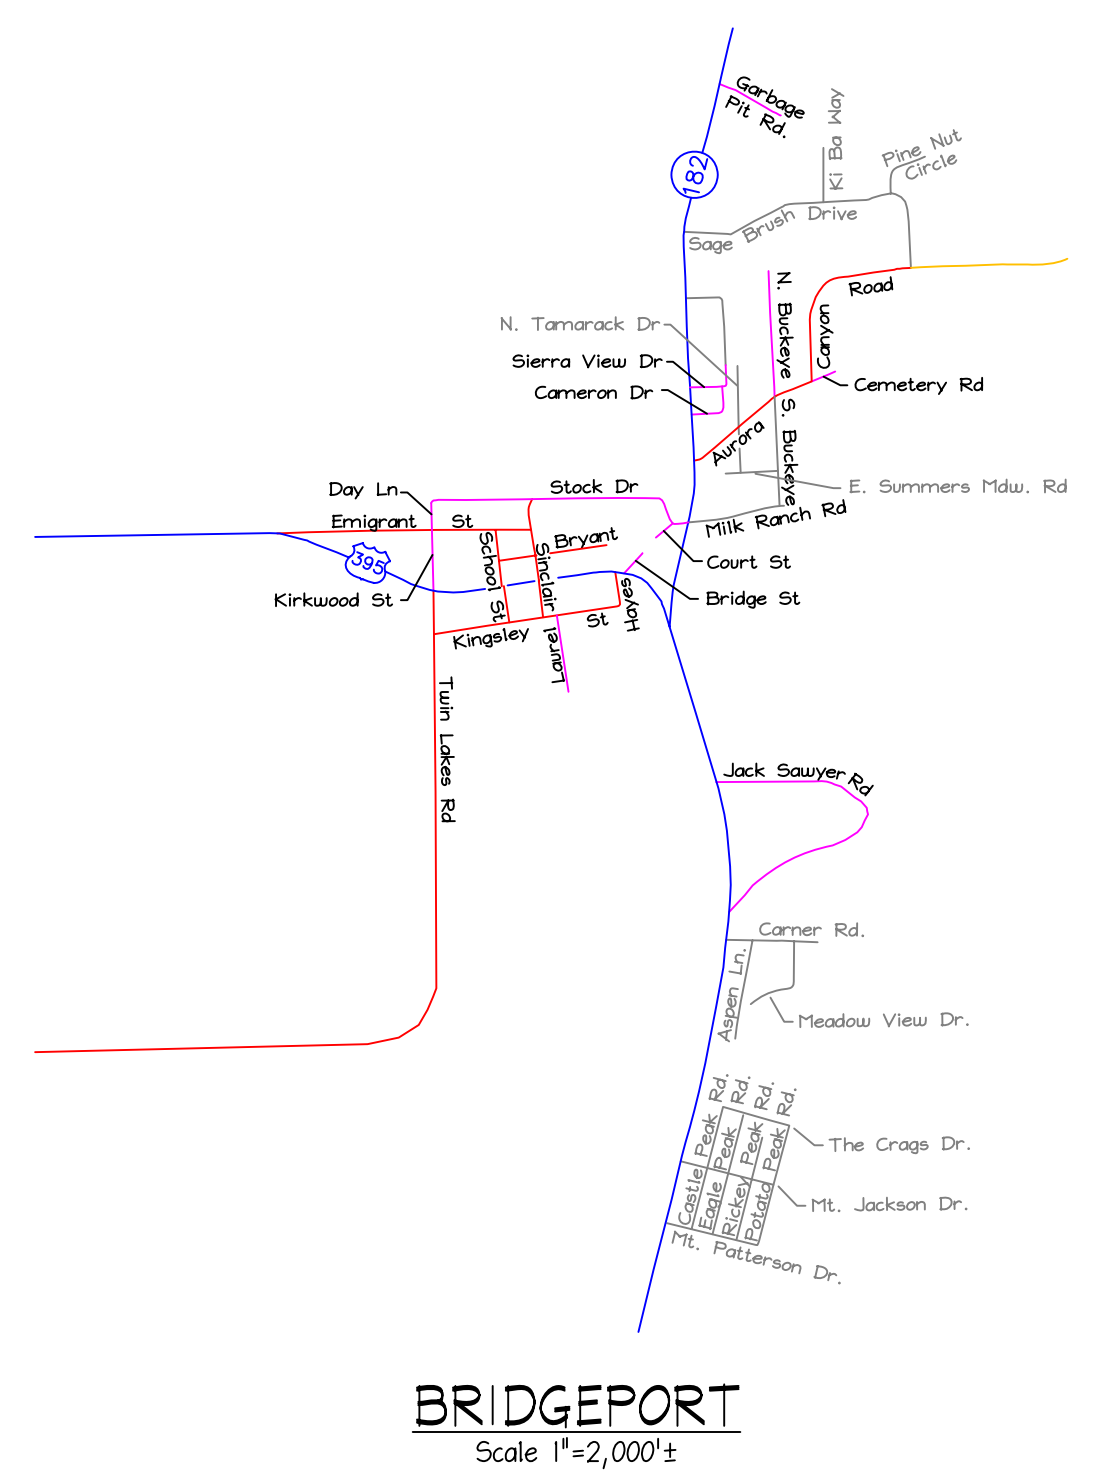 Garbage
Pit Rd.
182
Ki Ba Way
Pine Nut
Circle
Sage Brush Drive
N. Buckeye
Canyon
Road
N. Tamarack Dr
Sierra View Dr
Cameron Dr
Cemetery Rd
Aurora
S. Buckeye
E. Summers Mdw. Rd
Day Ln
Stock Dr
Emigrant St
Milk Ranch Rd
School St
Sinclair
Bryant
395
Court St
Kirkwood St
Bridge St
Hayes
Kingsley St
Laurel
Twin Lakes Rd
Jack Sawyer Rd
Carner Rd.
Aspen Ln.
Meadow View Dr.
Castle Peak Rd.
Eagle Peak Rd.
Rickey Peak Rd.
Potato Peak Rd.
The Crags Dr.
Mt. Jackson Dr.
Mt. Patterson Dr.
BRIDGEPORT
Scale 1"=2,000'±